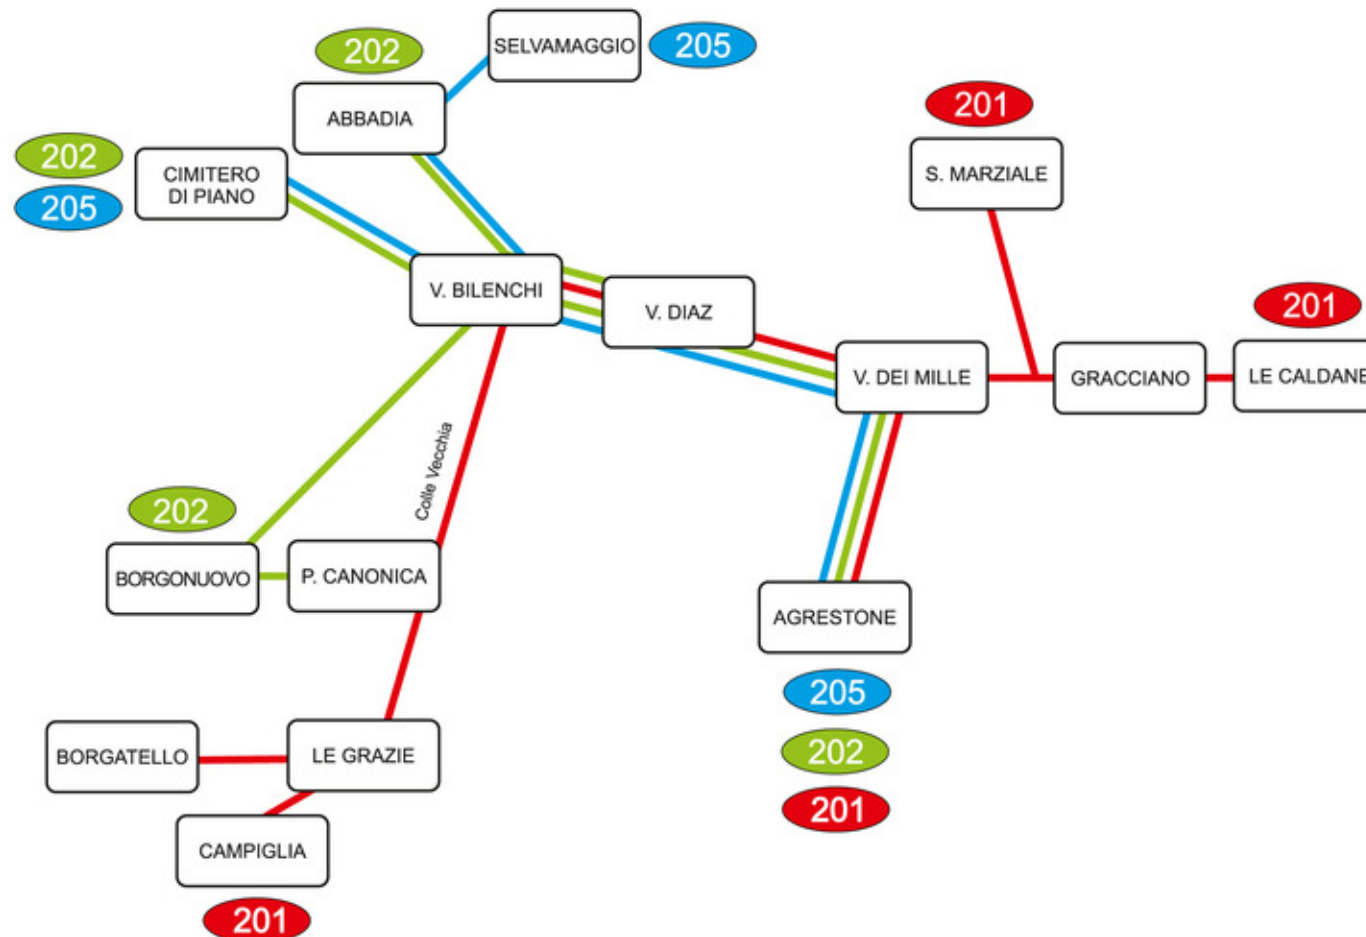 202
SELVAMAGGIO
205
ABBADIA
201
S. MARZIALE
202
205
CIMITERO
DI PIANO
V. BILENCHI
V. DIAZ
201
V. DEI MILLE
GRACCIANO
LE CALDANE
Colle Vecchia
202
BORGONUOVO
P. CANONICA
AGRESTONE
205
202
201
BORGATELLO
LE GRAZIE
CAMPIGLIA
201